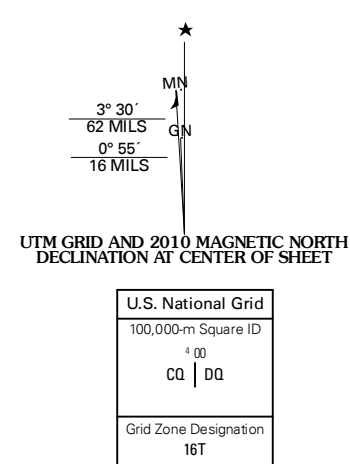 MN
3° 30´
62 MILS
GN
0° 55´
16 MILS
UTM GRID AND 2010 MAGNETIC NORTH
DECLINATION AT CENTER OF SHEET
U.S. National Grid
100,000-m Square ID
4 00
CQ DQ
Grid Zone Designation
16T